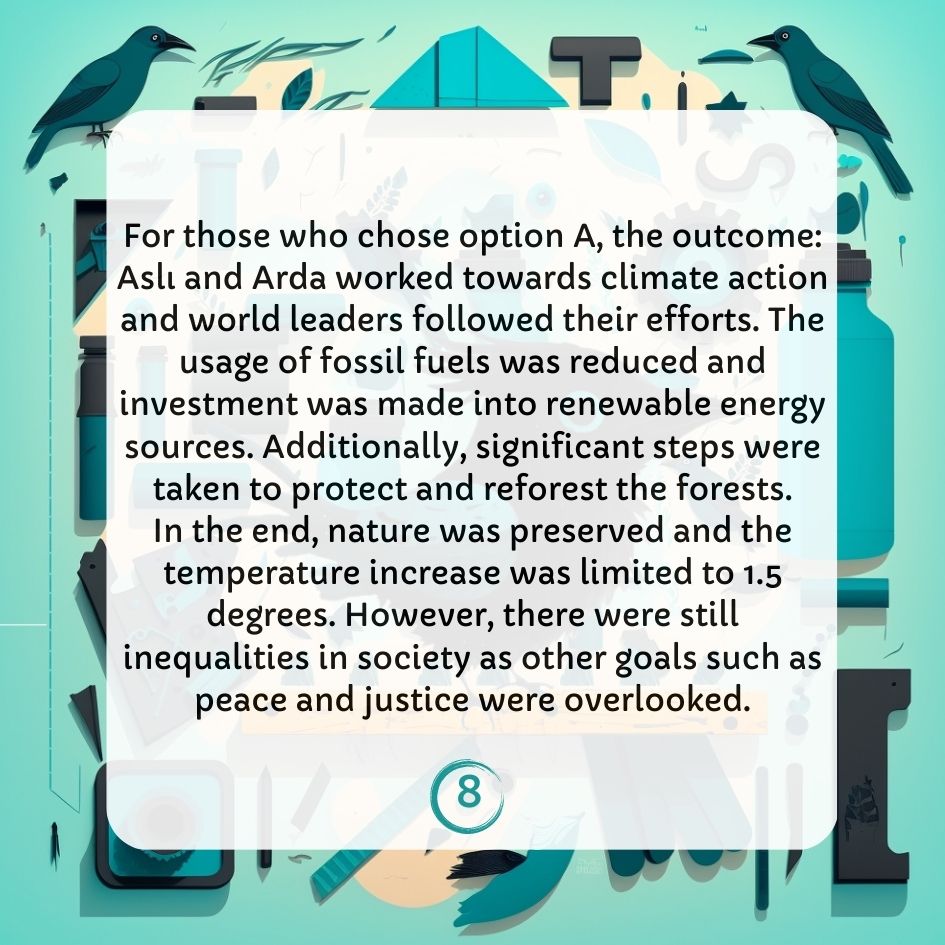 For those who chose option A, the outcome:
Aslı and Arda worked towards climate action
and world leaders followed their efforts. The
usage of fossil fuels was reduced and
investment was made into renewable energy
sources. Additionally, significant steps were
taken to protect and reforest the forests.
In the end, nature was preserved and the
temperature increase was limited to 1.5
degrees. However, there were still
inequalities in society as other goals such as
peace and justice were overlooked.
8